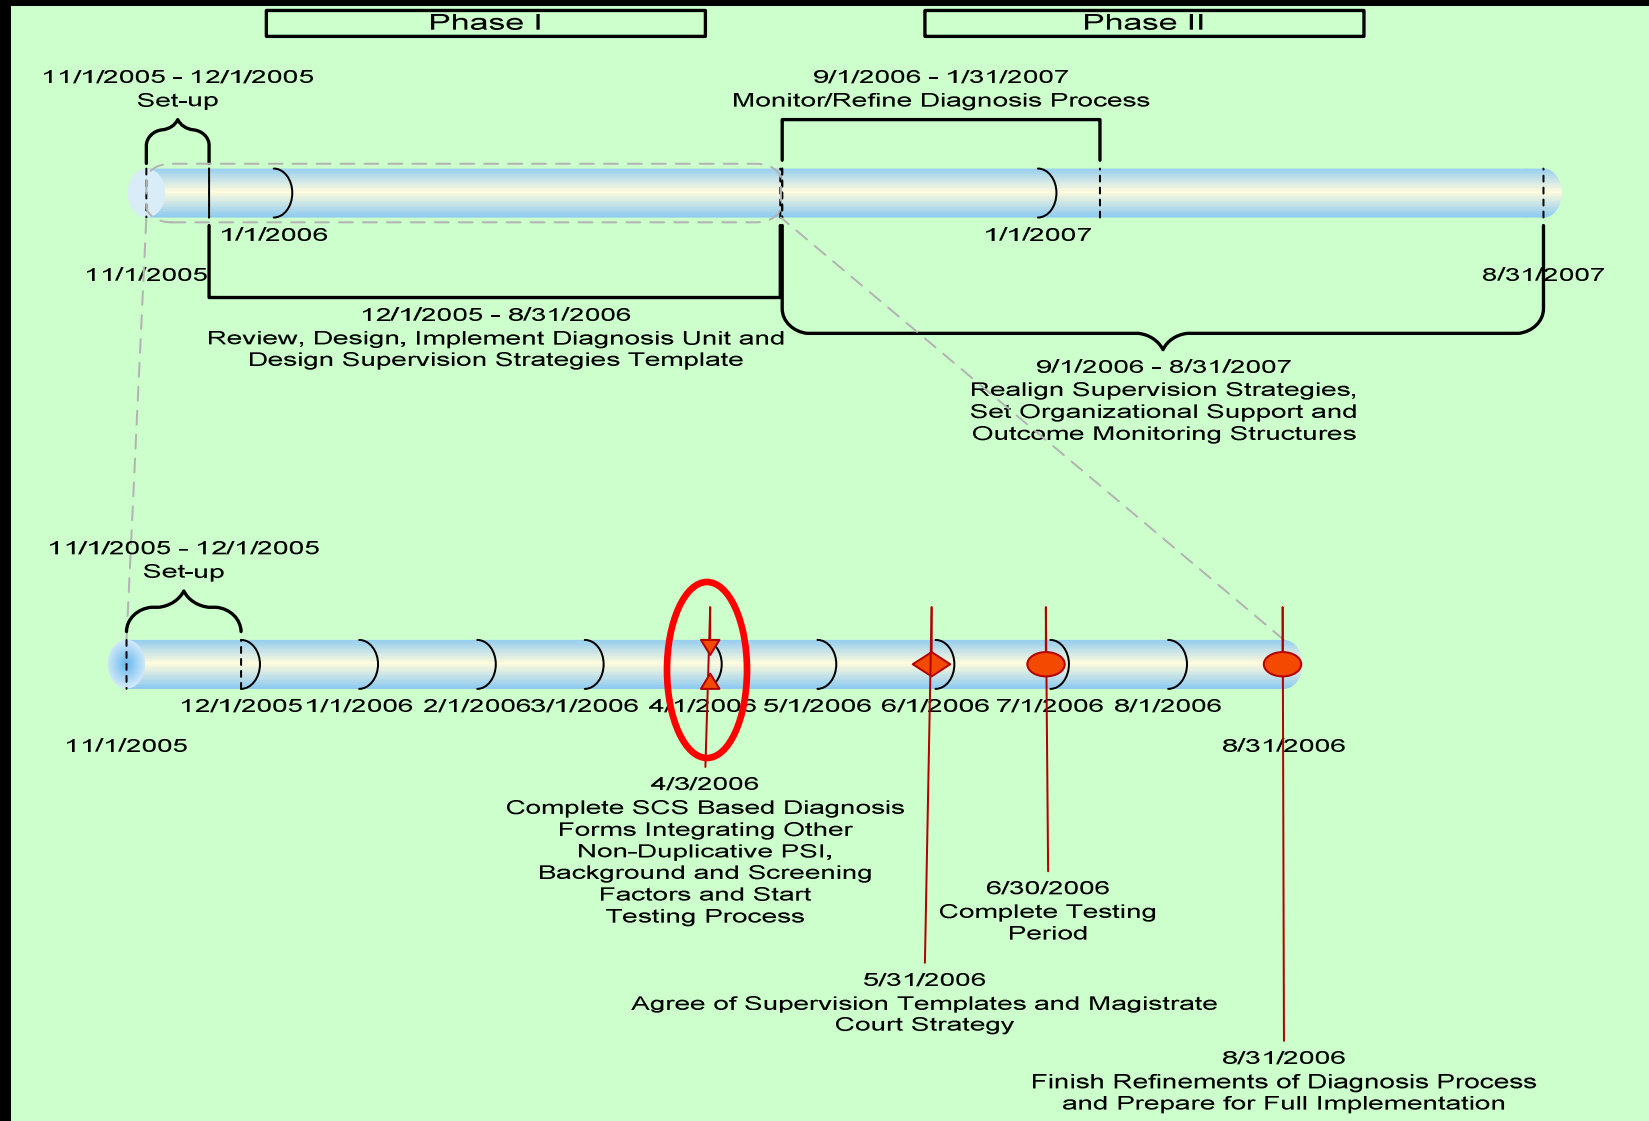 Phase I
Phase II
11/1/2005 - 12/1/2005
Set-up
9/1/2006 - 1/31/2007
Monitor/Refine Diagnosis Process
1/1/2006
1/1/2007
11/1/2005
8/31/2007
12/1/2005 - 8/31/2006
Review, Design, Implement Diagnosis Unit and
Design Supervision Strategies Template
9/1/2006 - 8/31/2007
Realign Supervision Strategies,
Set Organizational Support and
Outcome Monitoring Structures
11/1/2005 - 12/1/2005
Set-up
12/1/2005 1/1/2006 2/1/2006 3/1/2006 4/1/2006 5/1/2006 6/1/2006 7/1/2006 8/1/2006
11/1/2005
8/31/2006
4/3/2006
Complete SCS Based Diagnosis
Forms Integrating Other
Non-Duplicative PSI,
Background and Screening
Factors and Start
Testing Process
6/30/2006
Complete Testing
Period
5/31/2006
Agree of Supervision Templates and Magistrate
Court Strategy
8/31/2006
Finish Refinements of Diagnosis Process
and Prepare for Full Implementation